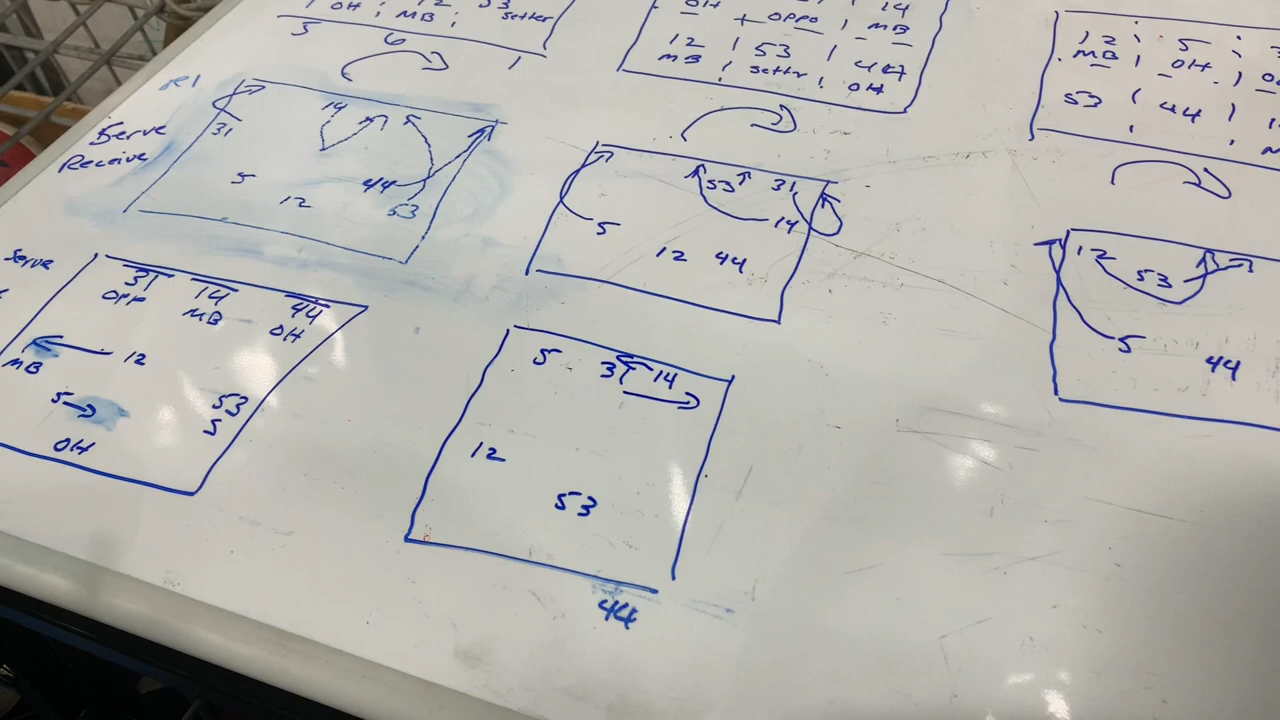 OH ; MB ; setter
5 6 1
OH + OPPO | MB
14
12 | 53 | 44
MB | setter | OH
12 5
MB | OH
53 44
R1
Serve
Receive
14
31
5
12
44
53
53 31
14
5
12 44
12
53
5
44
Serve
31 14 44
OPP MB OH
12
MB
5
53
S
OH
5 31 14
12
53
44